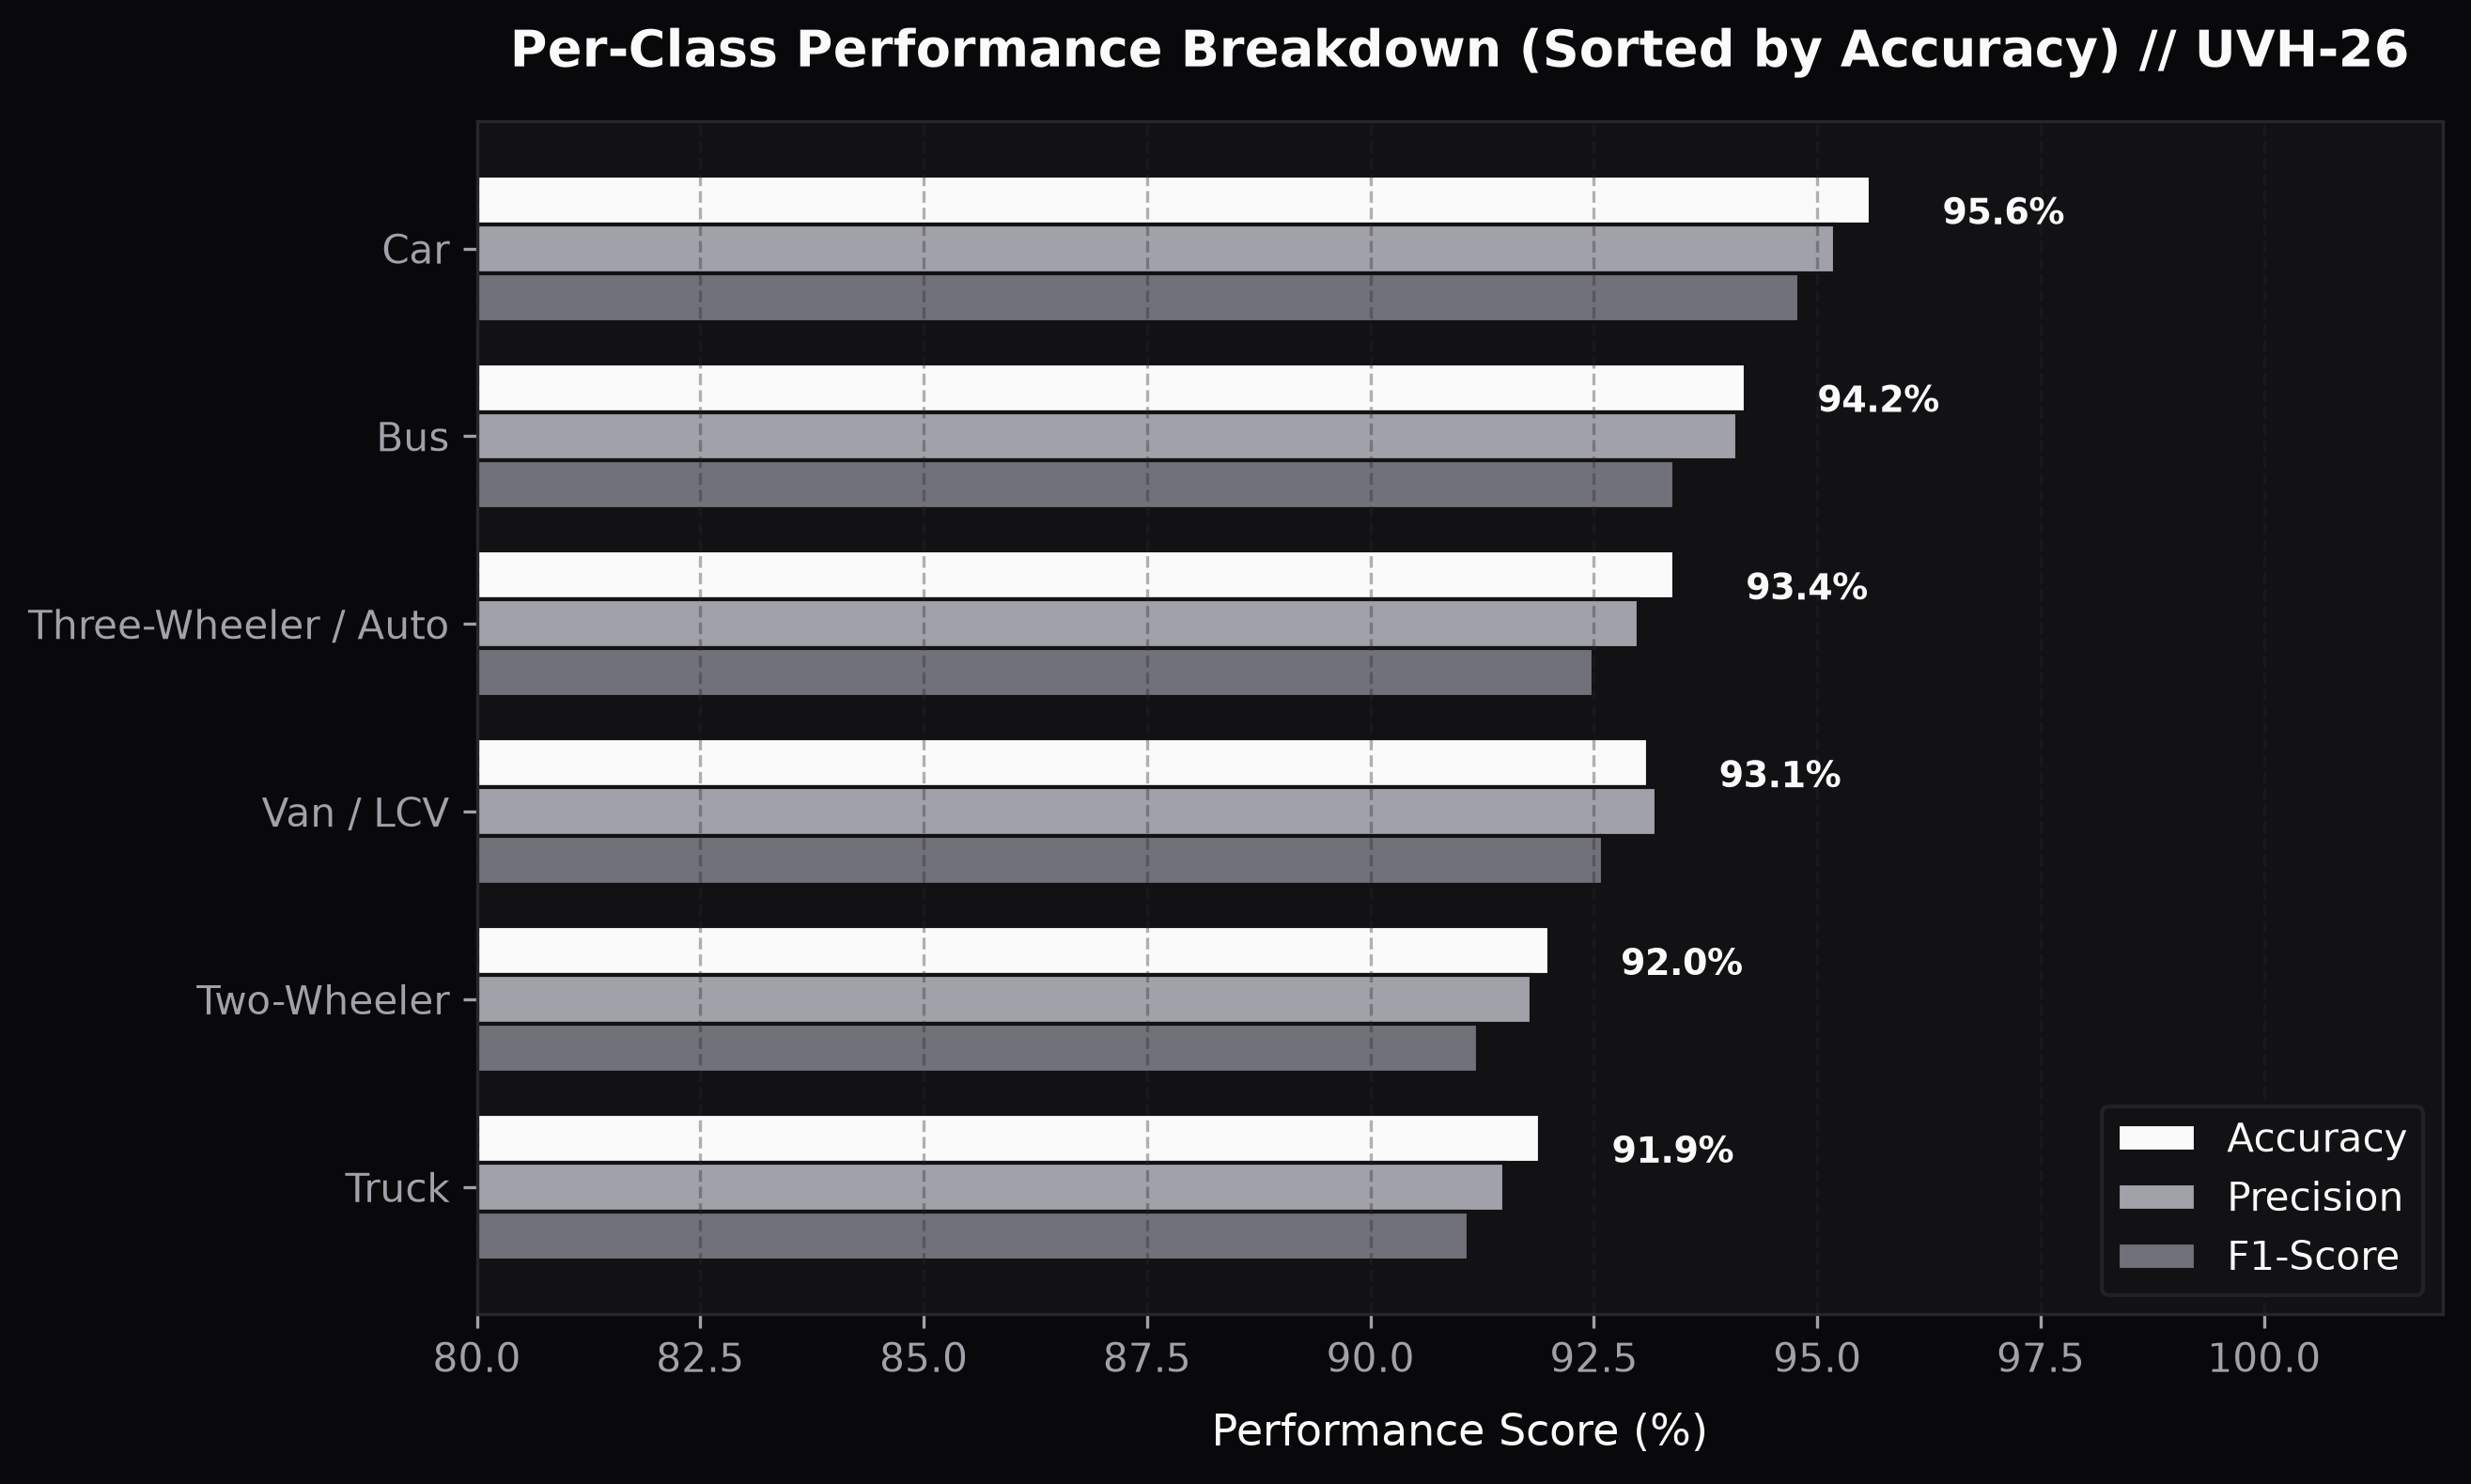 Per-Class Performance Breakdown (Sorted by Accuracy) // UVH-26
Car
95.6%
Bus
94.2%
Three-Wheeler / Auto
93.4%
Van / LCV
93.1%
Two-Wheeler
92.0%
Truck
91.9%
Accuracy
Precision
F1-Score
80.0 82.5 85.0 87.5 90.0 92.5 95.0 97.5 100.0
Performance Score (%)